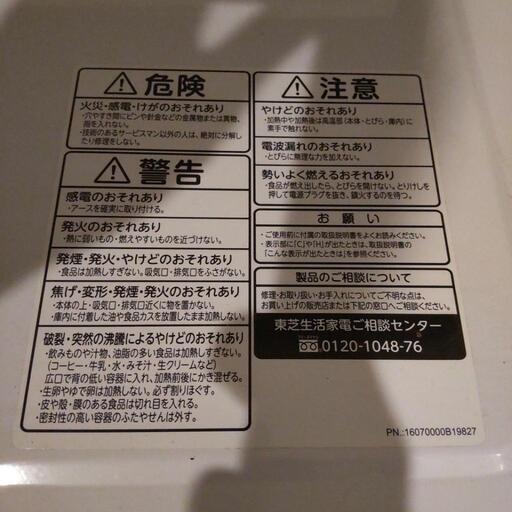 危険
火災・感電・けがのおそれあり
・穴やすき間にピンや針金などの金属物または異物、
指を入れない。
・技術のあるサービスマン以外の人は、絶対に分解し
たり修理をしない。
警告
感電のおそれあり
・アースを確実に取り付ける。
発火のおそれあり
・熱に弱いもの・燃えやすいものを近づけない。
発煙・発火・やけどのおそれあり
・食品は加熱しすぎない。吸気口・排気口をふさがない。
焦げ・変形・発煙・発火のおそれあり
・本体の上・吸気口・排気口近くに物を置かない。
・庫内に付着した油や食品カスを放置したまま加熱しない。
破裂・突然の沸騰によるやけどのおそれあり
・飲みものや汁物、油脂の多い食品は加熱しすぎない。
(コーヒー・牛乳・水・みそ汁・生クリームなど)
広口で背の低い容器に入れ、加熱前後にかき混ぜる。
・生卵やゆで卵は加熱しない。必ず割りほぐす。
・皮や殻・膜のある食品は切れ目を入れる。
・密封性の高い容器のふたやせんは外す。
注意
やけどのおそれあり
・加熱中や加熱後は高温部(本体・とびら・庫内)に
素手で触れない。
電波漏れのおそれあり
・とびらに無理な力を加えない。
勢いよく燃えるおそれあり
・食品が燃え出したら、とびらを開けない。とりけしを
押して電源プラグを抜き、鎮火するのを待つ。
お願い
・ご使用前に付属の取扱説明書をよくお読みください。
・表示部に「C」や「H」が出たときは、取扱説明書の
「こんな表示が出たときは」を参照ください。
製品のご相談について
修理・お取り扱い・お手入れについてご不明な点は、
お買い上げの販売店または下記の窓口へご相談ください。
東芝生活家電ご相談センター
0120-1048-76
PN.:16070000B19827